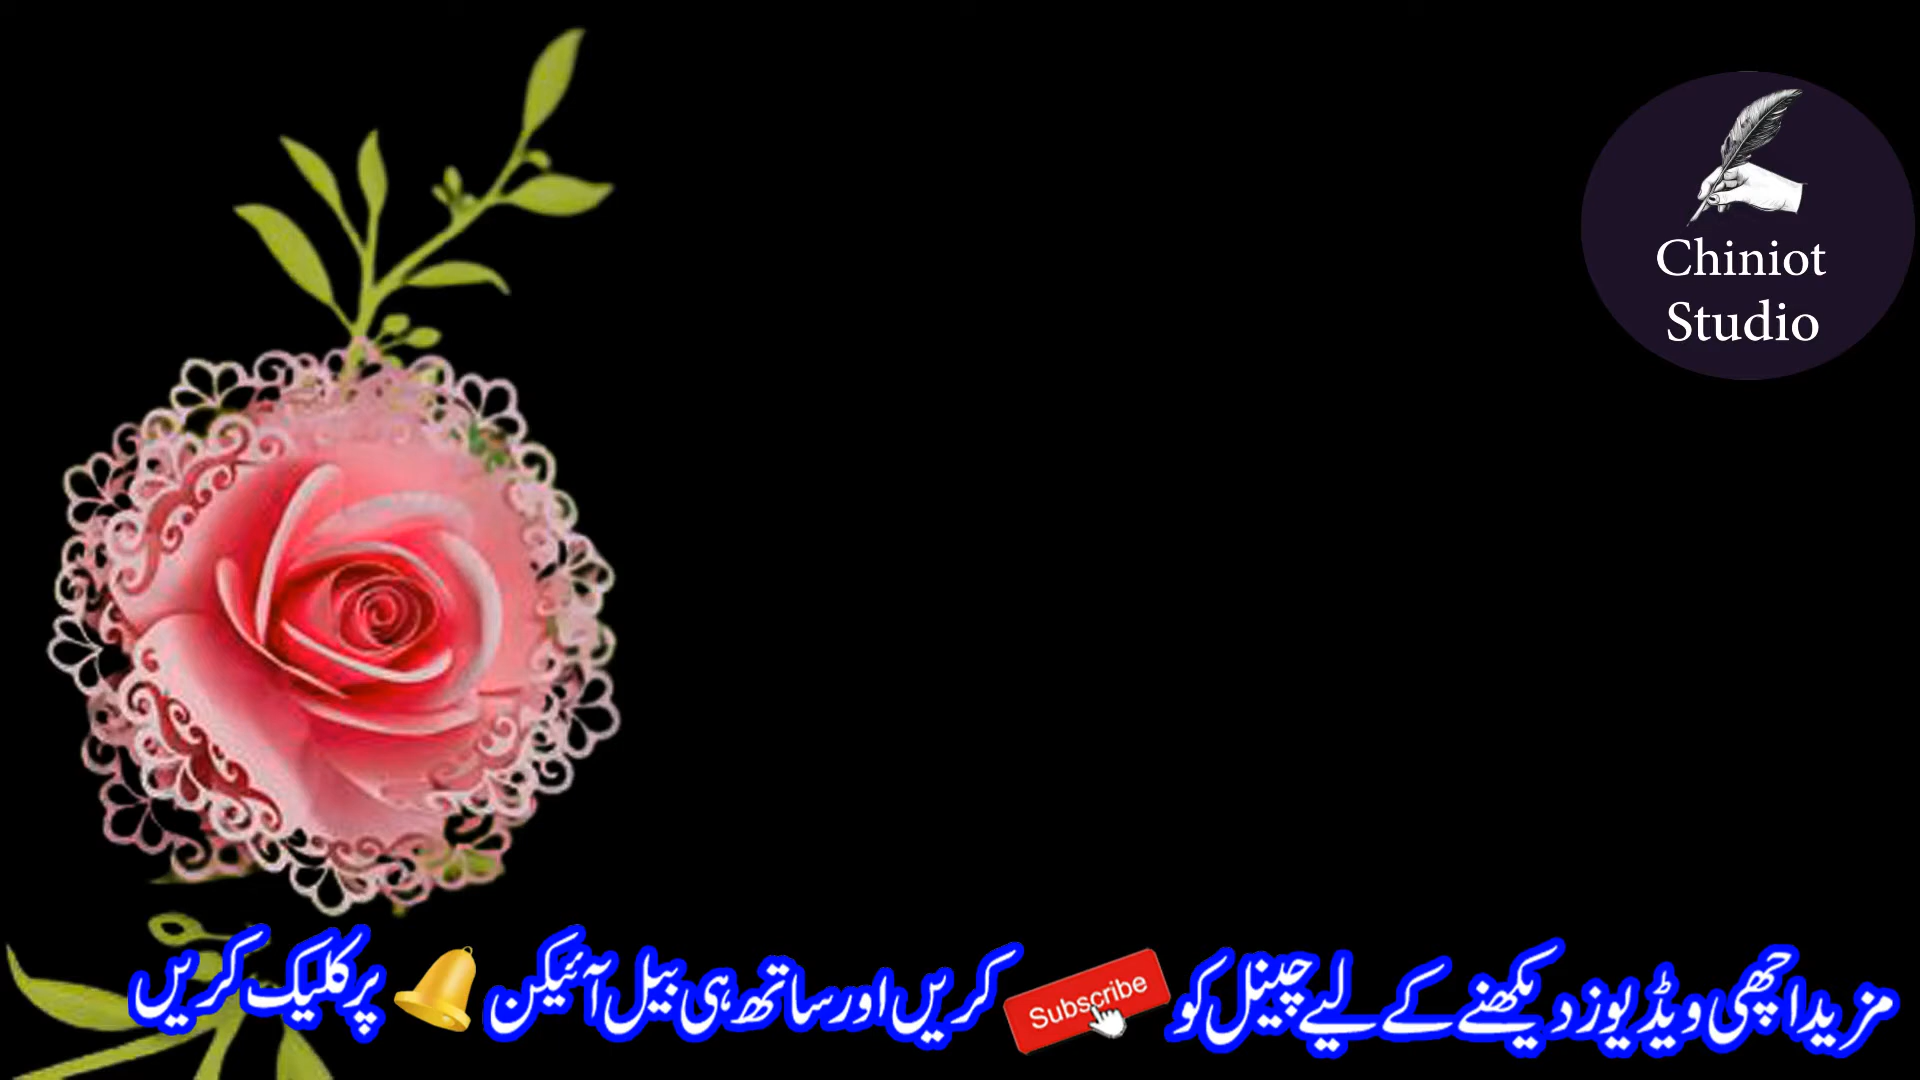 Chiniot
Studio
مزید اچھی ویڈیوز دیکھنے کے لیے چینل کو Subscribe کریں اور ساتھ ہی بیل آئیکن پر کلیک کریں